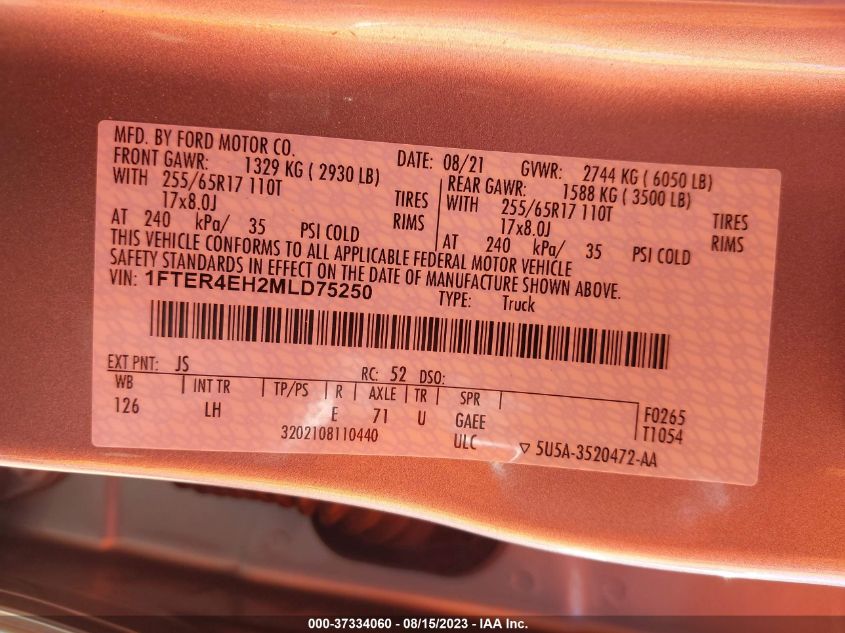 MFD. BY FORD MOTOR CO. DATE: 08/21 GVWR: 2744 KG ( 6050 LB)
FRONT GAWR: 1329 KG ( 2930 LB)
WITH 255/65R17 110T TIRES
17x8.0J RIMS
AT 240 kPa/ 35 PSI COLD
REAR GAWR: 1588 KG ( 3500 LB)
WITH 255/65R17 110T TIRES
17x8.0J RIMS
AT 240 kPa/ 35 PSI COLD
THIS VEHICLE CONFORMS TO ALL APPLICABLE FEDERAL MOTOR VEHICLE
SAFETY STANDARDS IN EFFECT ON THE DATE OF MANUFACTURE SHOWN ABOVE.
VIN: 1FTER4EH2MLD75250 TYPE: Truck
EXT PNT: JS RC: 52 DSO:
WB INT TR TP/PS R AXLE TR SPR
126 LH E 71 U GAEE
F0265
T1054
3202108110440 ULC ▽ 5U5A-3520472-AA
000-37334060 - 08/15/2023 - IAA Inc.